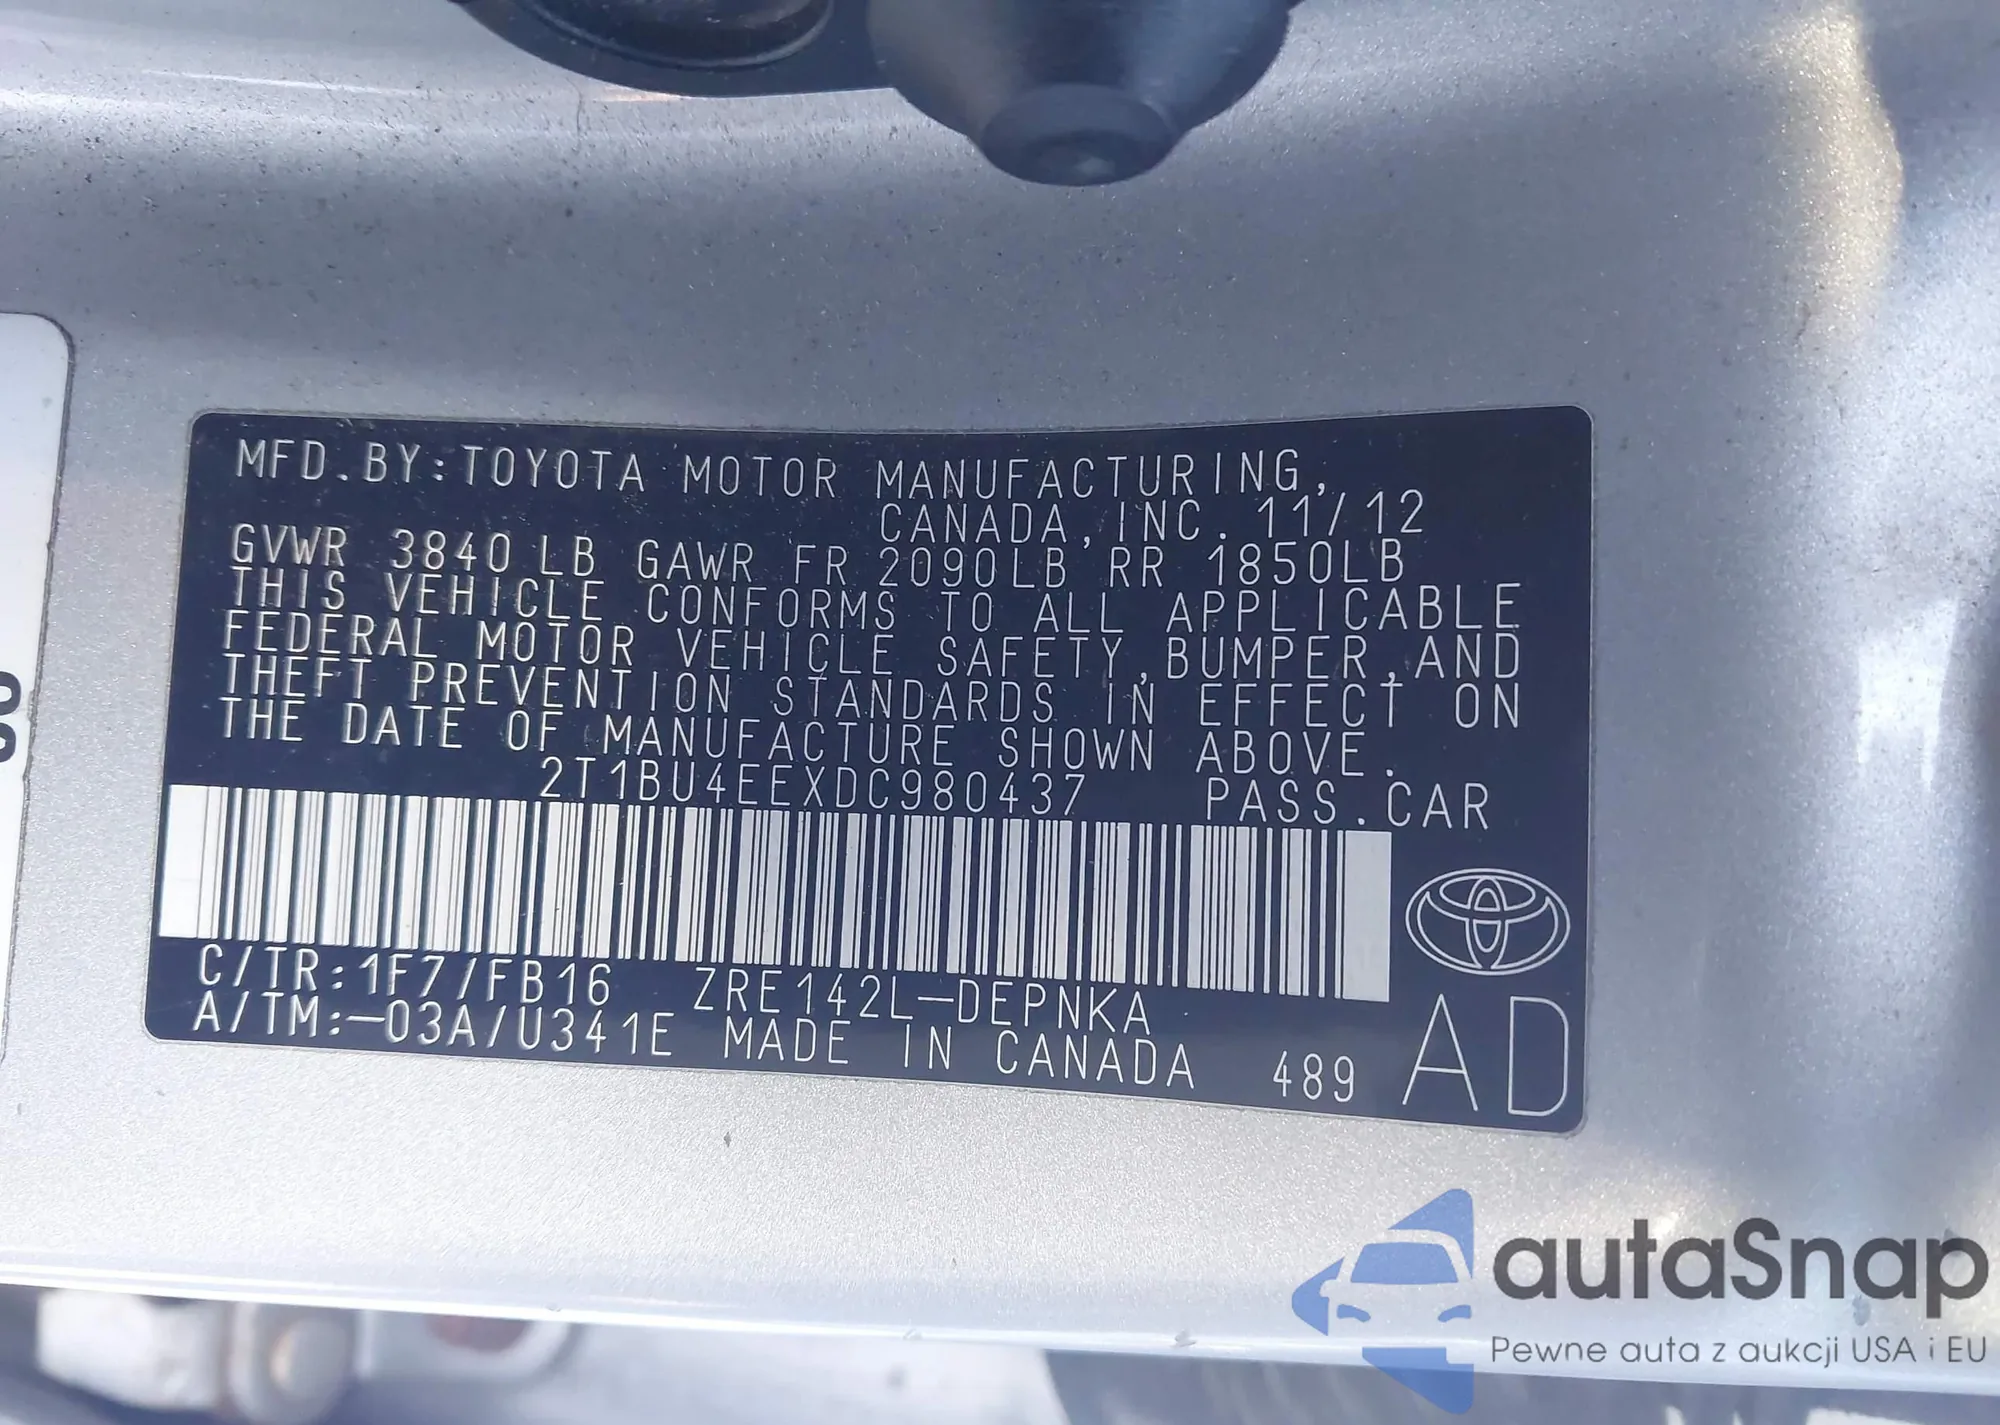 MFD.BY:TOYOTA MOTOR MANUFACTURING,
CANADA,INC. 11/12
GVWR 3840LB GAWR FR 2090LB RR 1850LB
THIS VEHICLE CONFORMS TO ALL APPLICABLE
FEDERAL MOTOR VEHICLE SAFETY,BUMPER,AND
THEFT PREVENTION STANDARDS IN EFFECT ON
THE DATE OF MANUFACTURE SHOWN ABOVE.
2T1BU4EEXDC980437 PASS.CAR
C/TR:1F7/FB16 ZRE142L-DEPNKA
A/TM:-03A/U341E MADE IN CANADA 489 AD
autaSnap
Pewne auta z aukcji USA i EU